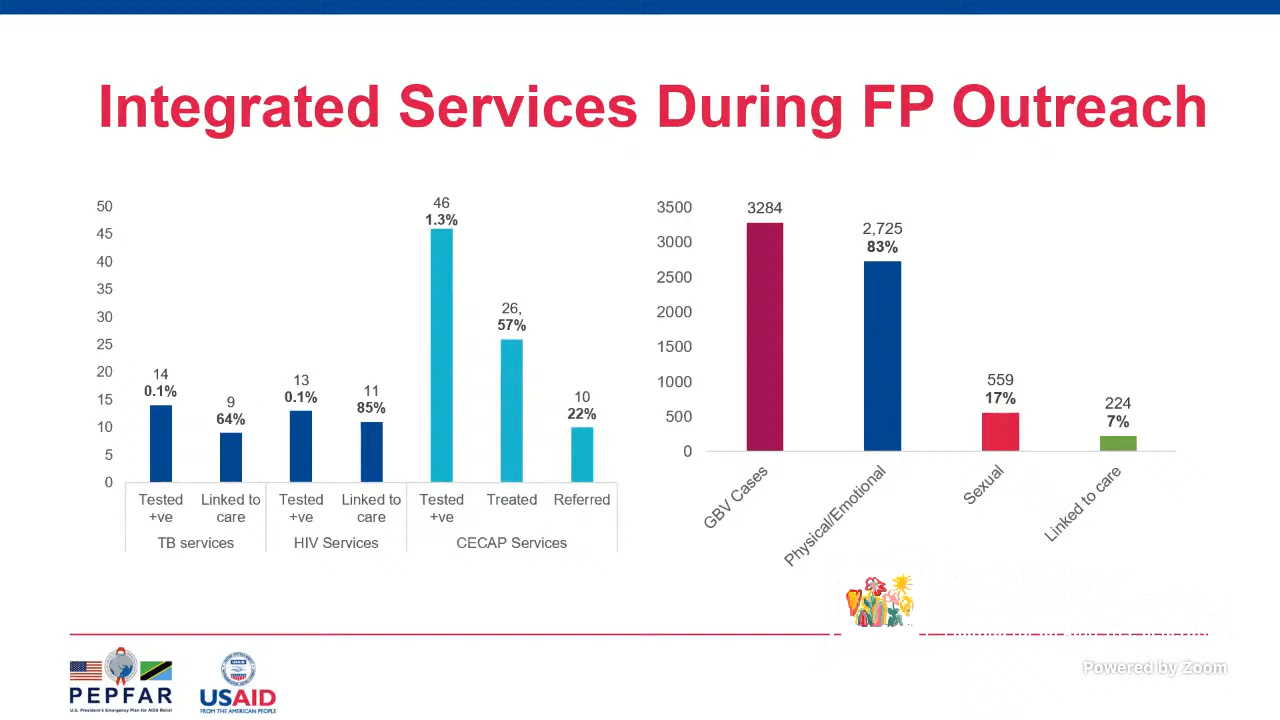 Integrated Services During FP Outreach
50
45
40
35
30
25
20
15
10
5
0
14
0.1%
9
64%
13
0.1%
11
85%
46
1.3%
26,
57%
10
22%
Tested +ve
Linked to care
Tested +ve
Linked to care
Tested +ve
Treated
Referred
TB services
HIV Services
CECAP Services
3500
3000
2500
2000
1500
1000
500
0
3284
2,725
83%
559
17%
224
7%
GBV Cases
Physical/Emotional
Sexual
Linked to care
PEPFAR
U.S. President's Emergency Plan for AIDS Relief
USAID
FROM THE AMERICAN PEOPLE
Powered by Zoom